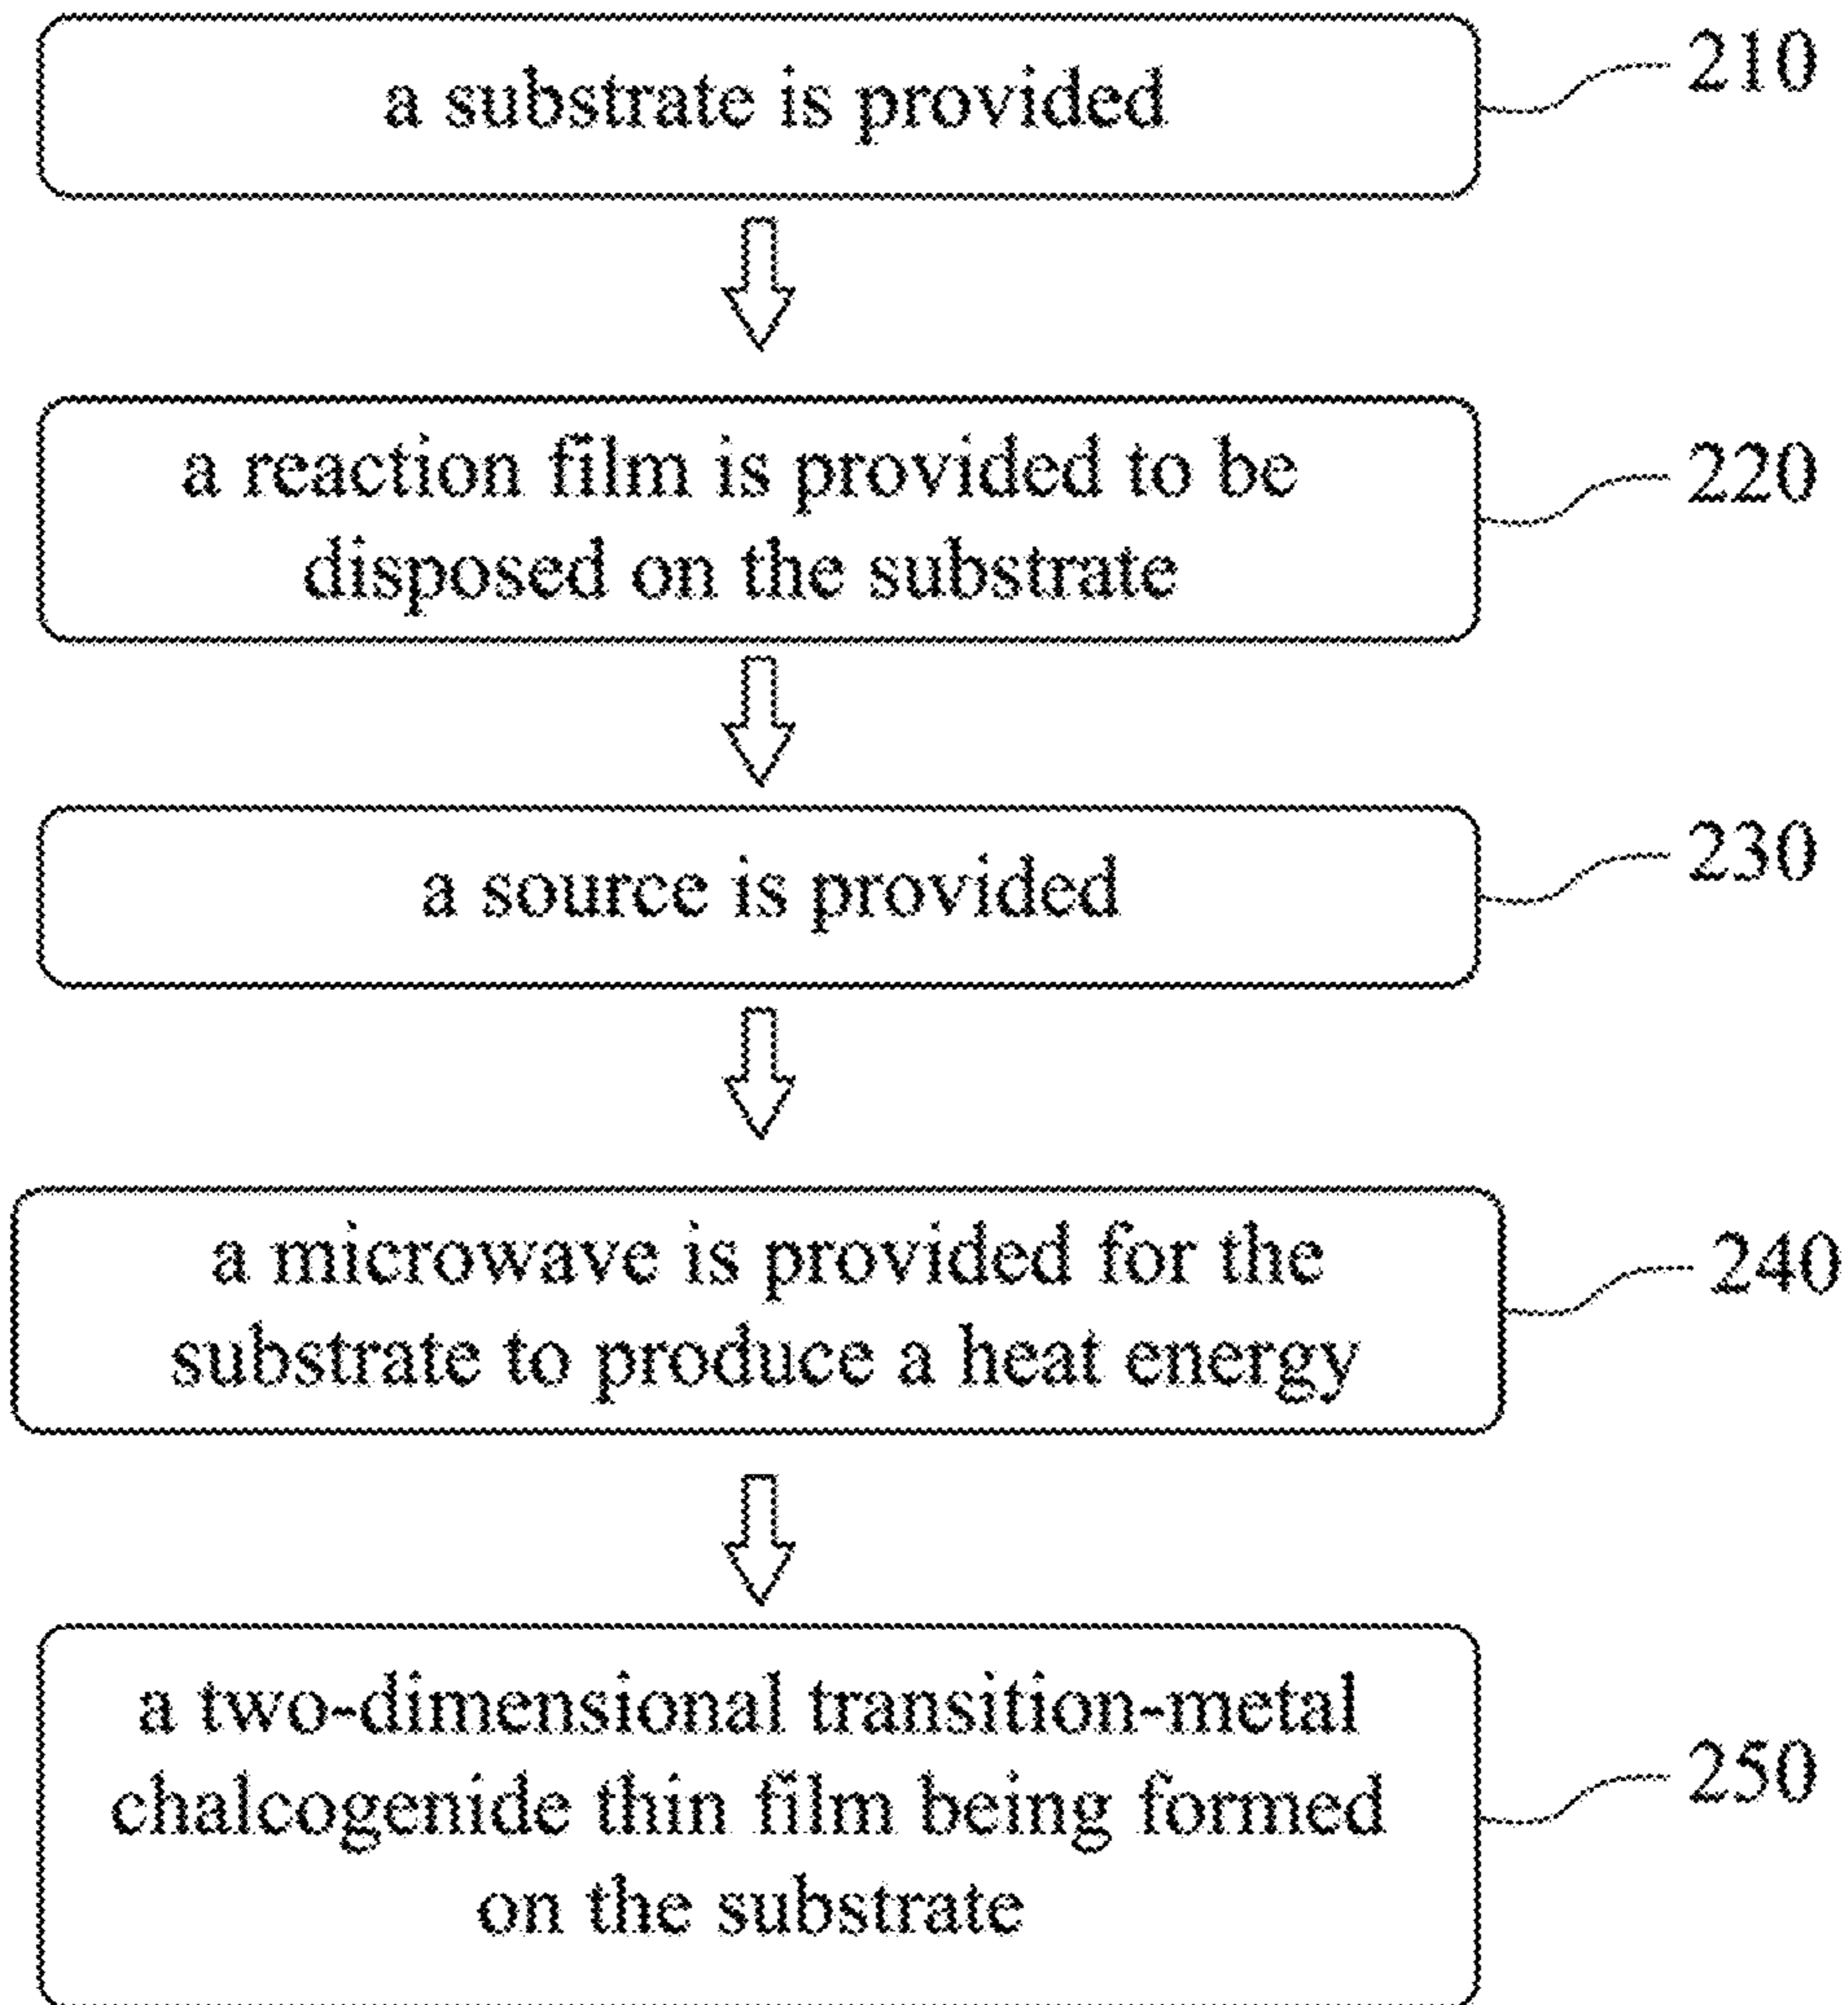 a substrate is provided
210
a reaction film is provided to be
disposed on the substrate
220
a source is provided
230
a microwave is provided for the
substrate to produce a heat energy
240
a two-dimensional transition-metal
chalcogenide thin film being formed
on the substrate
250